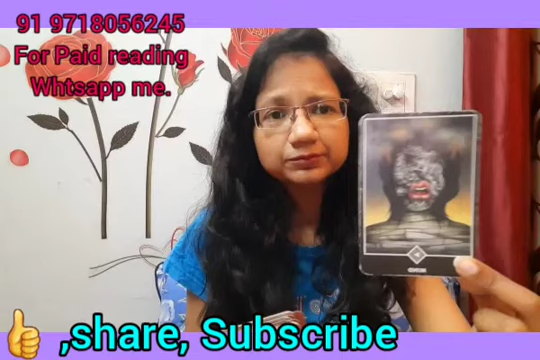 91 9718056245
For Paid reading
Whtsapp me.
,share, Subscribe